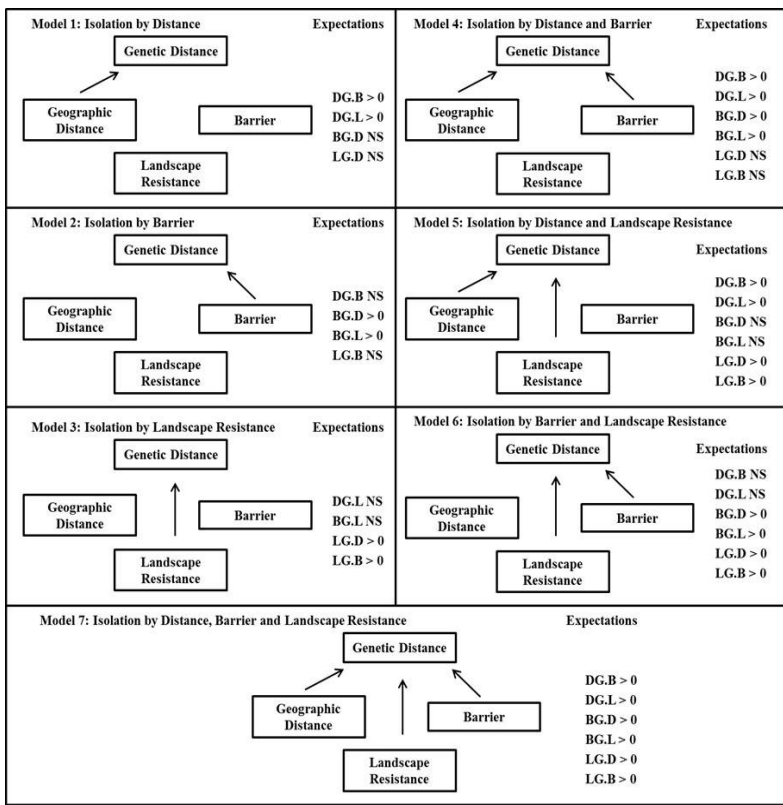 Model 1: Isolation by Distance Expectations
Genetic Distance
Geographic
Distance
Barrier
Landscape
Resistance
DG.B > 0
DG.L > 0
BG.D NS
LG.D NS
Model 4: Isolation by Distance and Barrier Expectations
Genetic Distance
Geographic
Distance
Barrier
Landscape
Resistance
DG.B > 0
DG.L > 0
BG.D > 0
BG.L > 0
LG.D NS
LG.B NS
Model 2: Isolation by Barrier Expectations
Genetic Distance
Geographic
Distance
Barrier
Landscape
Resistance
DG.B NS
BG.D > 0
BG.L > 0
LG.B NS
Model 5: Isolation by Distance and Landscape Resistance
Expectations
Genetic Distance
Geographic
Distance
Barrier
Landscape
Resistance
DG.B > 0
DG.L > 0
BG.D NS
BG.L NS
LG.D > 0
LG.B > 0
Model 3: Isolation by Landscape Resistance Expectations
Genetic Distance
Geographic
Distance
Barrier
Landscape
Resistance
DG.L NS
BG.L NS
LG.D > 0
LG.B > 0
Model 6: Isolation by Barrier and Landscape Resistance
Expectations
Genetic Distance
Geographic
Distance
Barrier
Landscape
Resistance
DG.B NS
DG.L NS
BG.D > 0
BG.L > 0
LG.D > 0
LG.B > 0
Model 7: Isolation by Distance, Barrier and Landscape Resistance Expectations
Genetic Distance
Geographic
Distance
Barrier
Landscape
Resistance
DG.B > 0
DG.L > 0
BG.D > 0
BG.L > 0
LG.D > 0
LG.B > 0